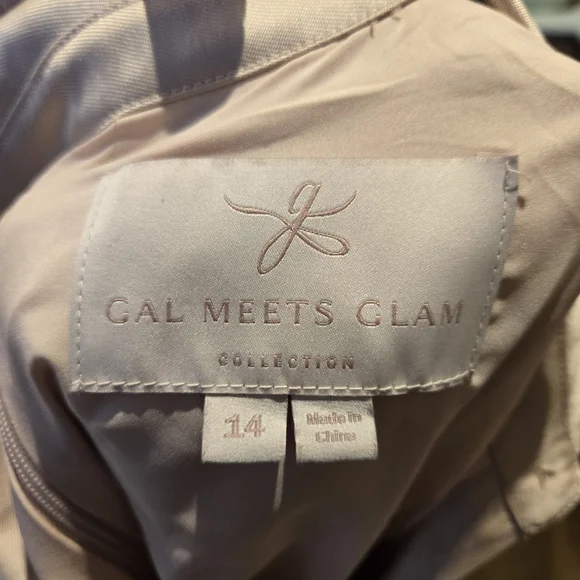 g
GAL MEETS GLAM
COLLECTION
14
Made in
China